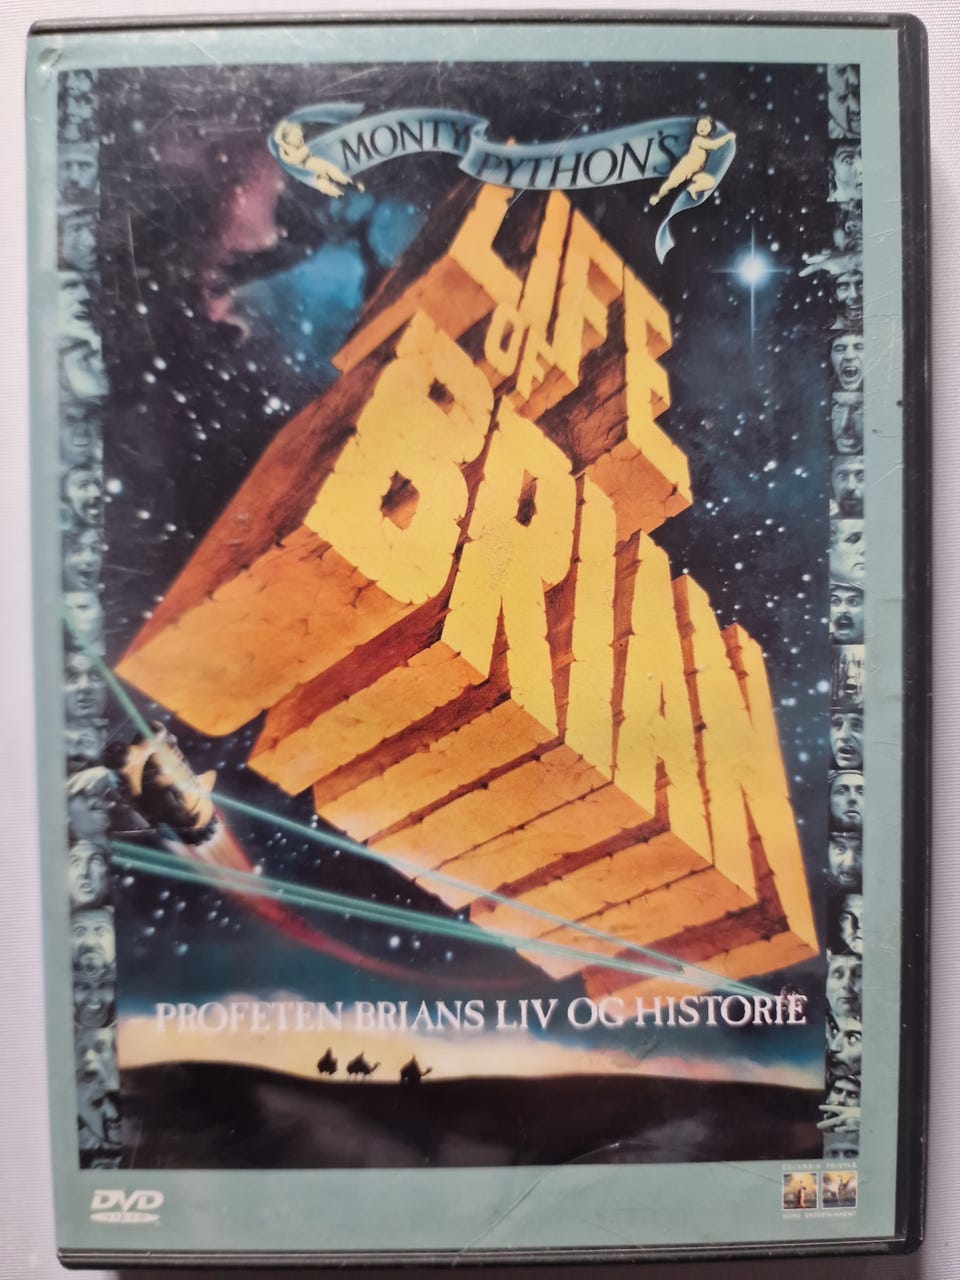 MONTY PYTHON'S
LIFE
OF
BRIAN
PROFETEN BRIANS LIV OG HISTORIE
DVD
VIDEO
COLUMBIA TRISTAR
HOME ENTERTAINMENT